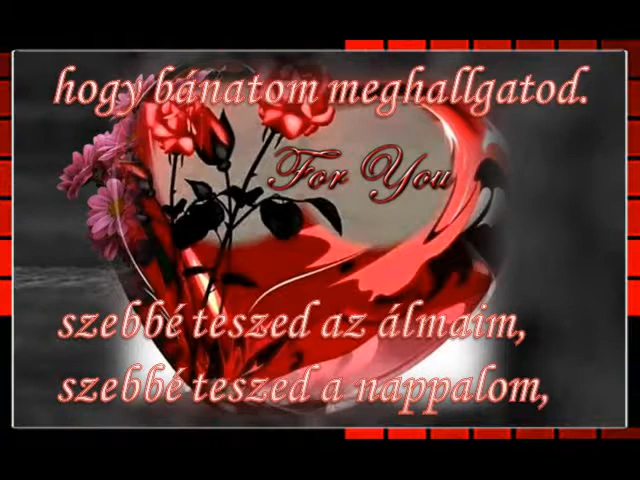 hogy bánatom meghallgatod.
For You
szebbé teszed az álmaim,
szebbé teszed a nappalom,